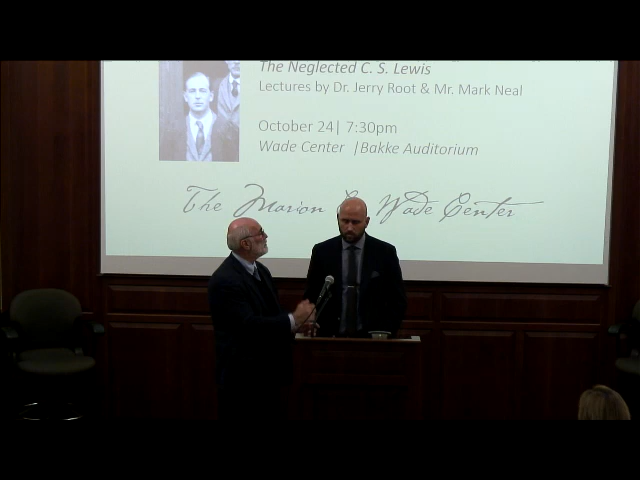 The Neglected C. S. Lewis
Lectures by Dr. Jerry Root & Mr. Mark Neal
October 24| 7:30pm
Wade Center |Bakke Auditorium
The Marion Wade Center